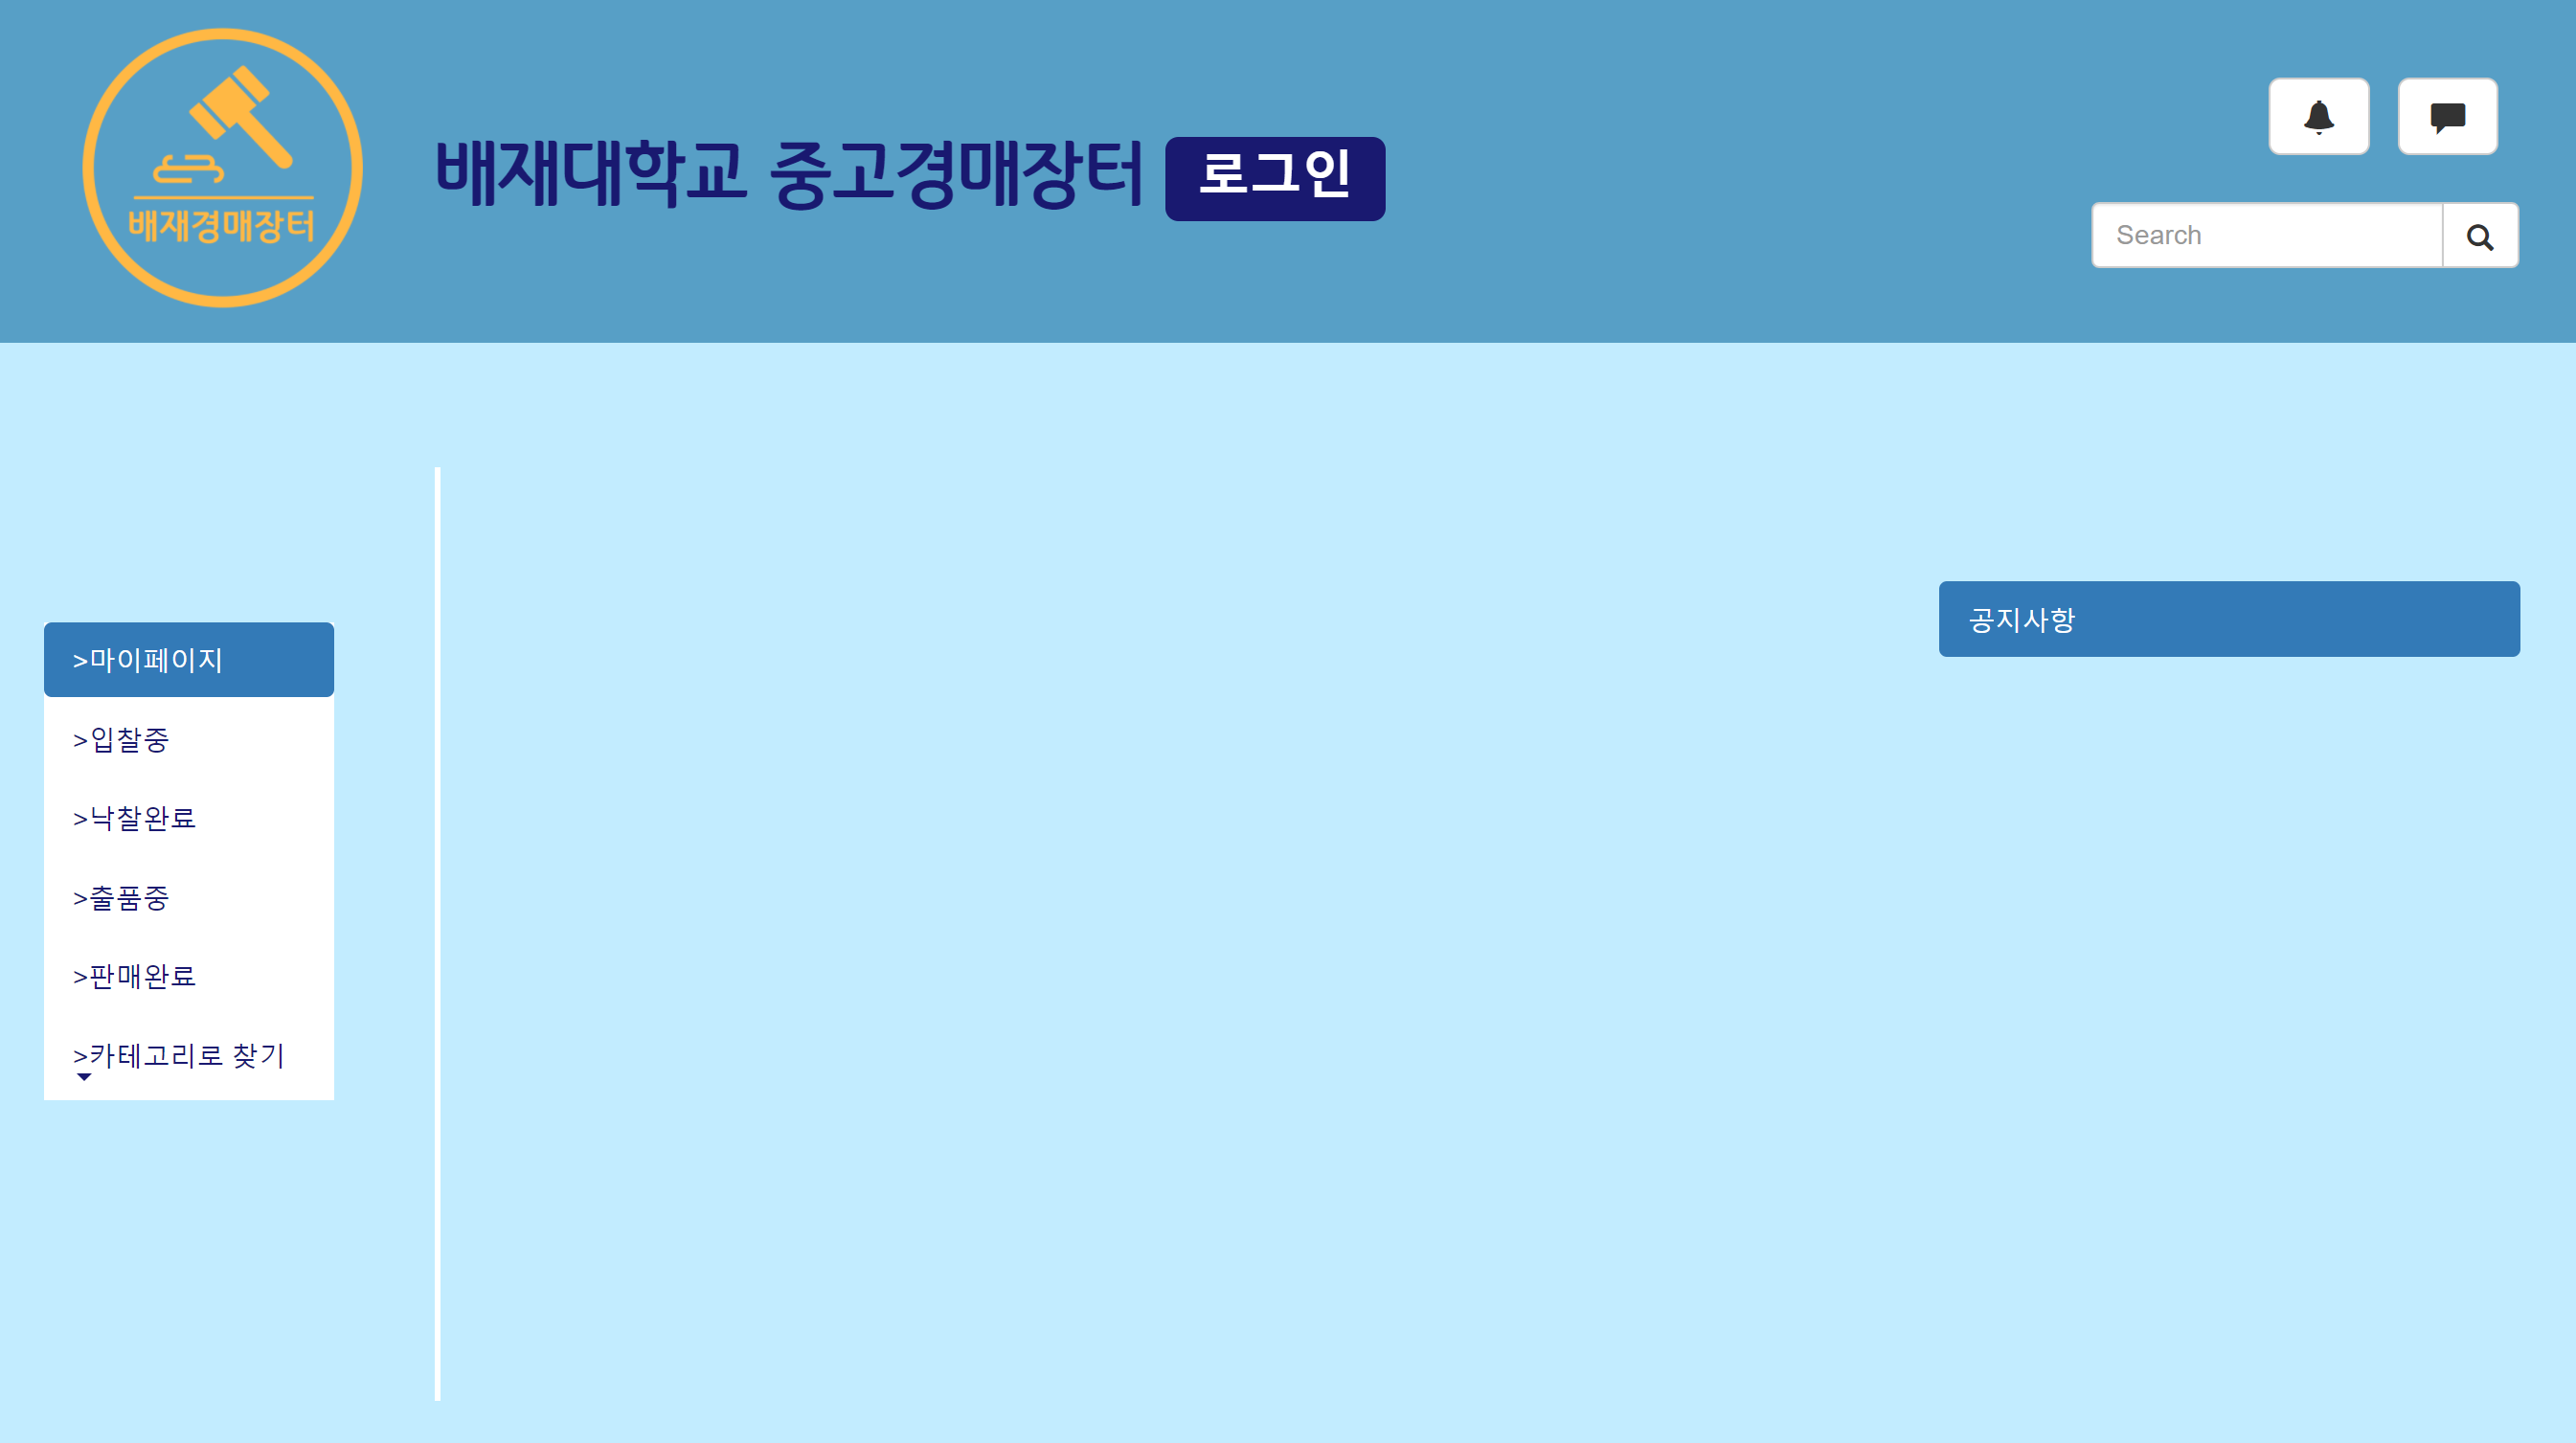 배재경매장터
배재대학교 중고경매장터 로그인
Search
공지사항
>마이페이지
>입찰중
>낙찰완료
>출품중
>판매완료
>카테고리로 찾기